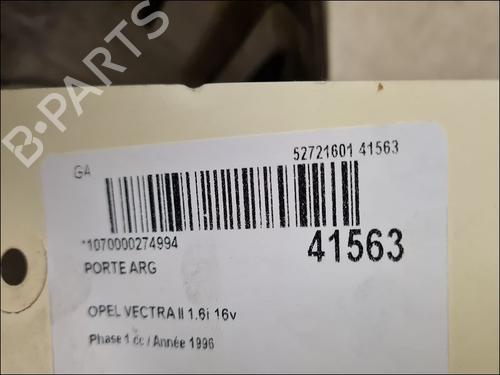 B-PARTS
GA
52721601 41563
*1070000274994
41563
PORTE ARG
OPEL VECTRA II 1.6i 16v
Phase 1 cc / Année 1996